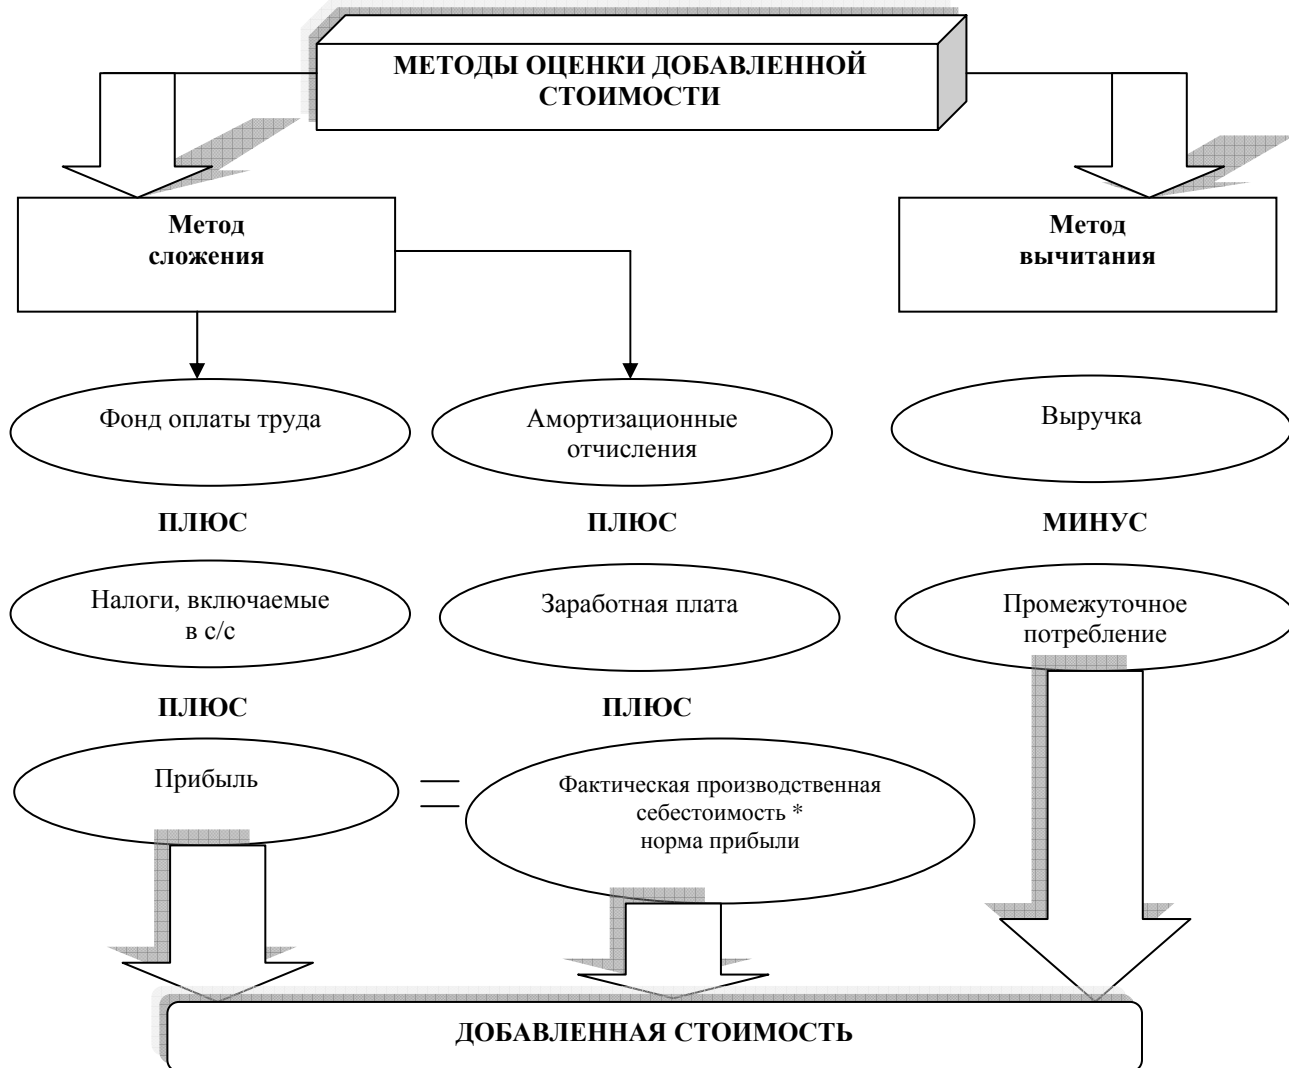 МЕТОДЫ ОЦЕНКИ ДОБАВЛЕННОЙ
СТОИМОСТИ
Метод
сложения
Метод
вычитания
Фонд оплаты труда
Амортизационные
отчисления
Выручка
ПЛЮС
ПЛЮС
МИНУС
Налоги, включаемые
в с/с
Заработная плата
Промежуточное
потребление
ПЛЮС
ПЛЮС
Прибыль
=
Фактическая производственная
себестоимость *
норма прибыли
ДОБАВЛЕННАЯ СТОИМОСТЬ